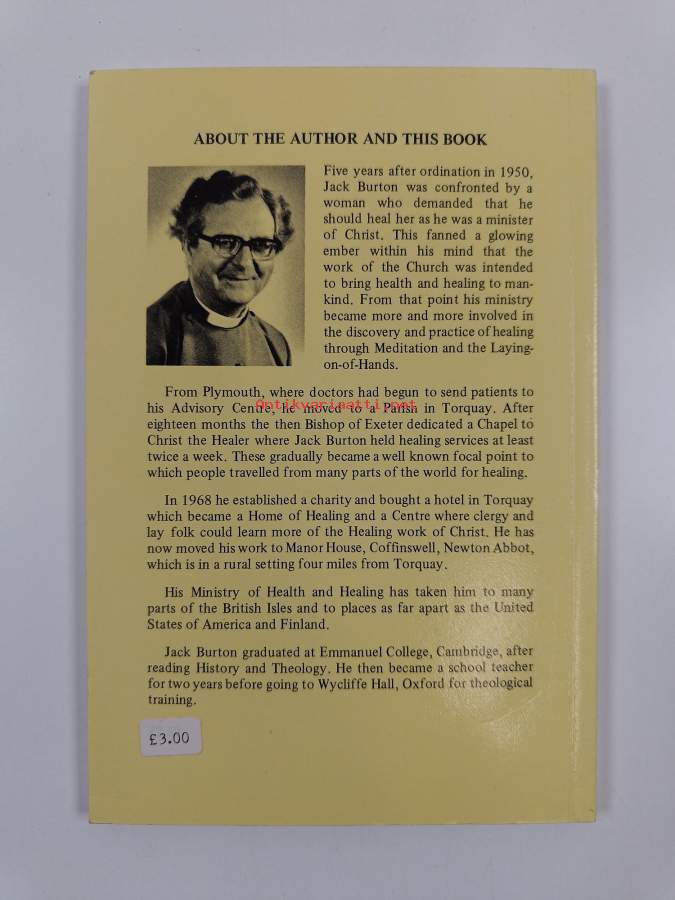 ABOUT THE AUTHOR AND THIS BOOK
Five years after ordination in 1950,
Jack Burton was confronted by a
woman who demanded that he
should heal her as he was a minister
of Christ. This fanned a glowing
ember within his mind that the
work of the Church was intended
to bring health and healing to man-
kind. From that point his ministry
became more and more involved in
the discovery and practice of healing
through Meditation and the Laying-
on-of-Hands.
From Plymouth, where doctors had begun to send patients to
his Advisory Centre, he moved to a Parish in Torquay. After
Antikvariaatti.net
eighteen months the then Bishop of Exeter dedicated a Chapel to
Christ the Healer where Jack Burton held healing services at least
twice a week. These gradually became a well known focal point to
which people travelled from many parts of the world for healing.
In 1968 he established a charity and bought a hotel in Torquay
which became a Home of Healing and a Centre where clergy and
lay folk could learn more of the Healing work of Christ. He has
now moved his work to Manor House, Coffinswell, Newton Abbot,
which is in a rural setting four miles from Torquay.
His Ministry of Health and Healing has taken him to many
parts of the British Isles and to places as far apart as the United
States of America and Finland.
Jack Burton graduated at Emmanuel College, Cambridge, after
reading History and Theology. He then became a school teacher
for two years before going to Wycliffe Hall, Oxford for theological
training.
£3.00